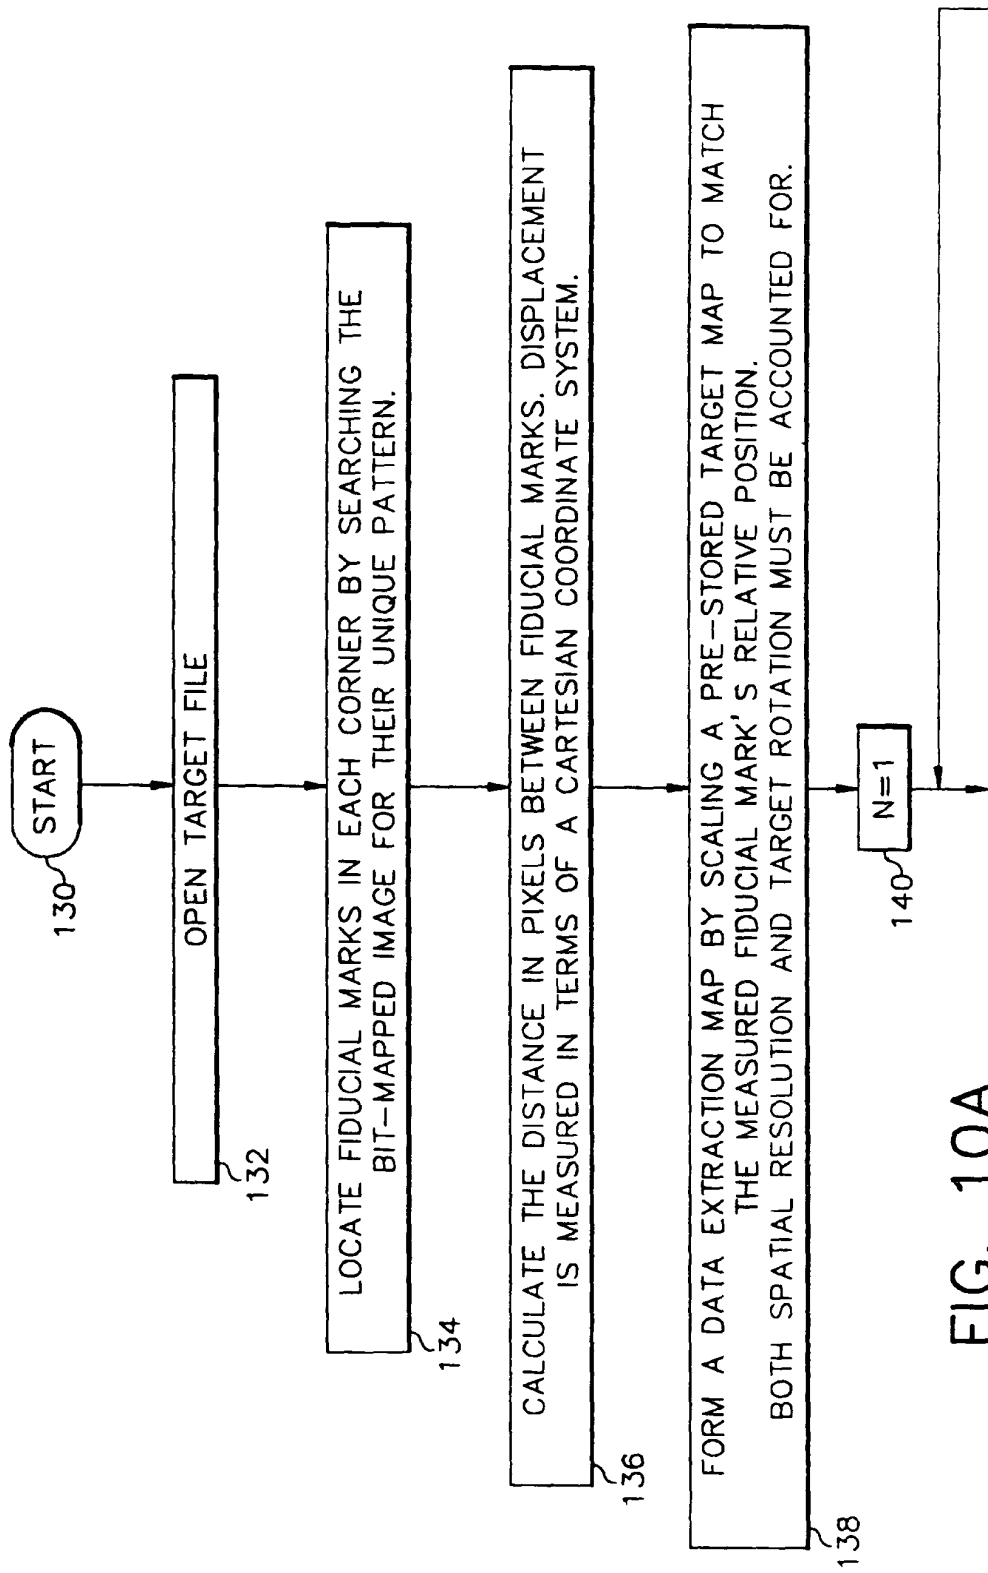 START
130
OPEN TARGET FILE
132
LOCATE FIDUCIAL MARKS IN EACH CORNER BY SEARCHING THE
BIT-MAPPED IMAGE FOR THEIR UNIQUE PATTERN.
134
CALCULATE THE DISTANCE IN PIXELS BETWEEN FIDUCIAL MARKS. DISPLACEMENT
IS MEASURED IN TERMS OF A CARTESIAN COORDINATE SYSTEM.
136
FORM A DATA EXTRACTION MAP BY SCALING A PRE-STORED TARGET MAP TO MATCH
THE MEASURED FIDUCIAL MARK'S RELATIVE POSITION.
BOTH SPATIAL RESOLUTION AND TARGET ROTATION MUST BE ACCOUNTED FOR.
138
N=1
140
FIG. 10A